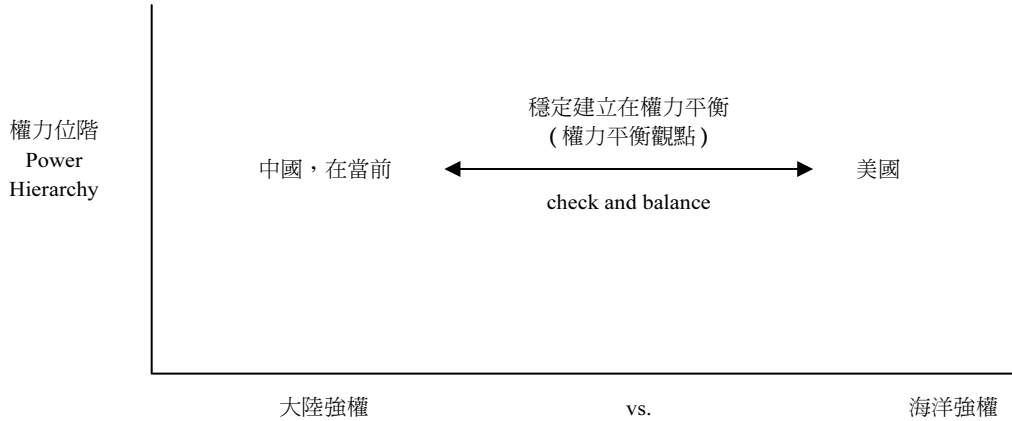 穩定建立在權力平衡
(權力平衡觀點)
權力位階
Power
Hierarchy
中國，在當前
美國
check and balance
大陸強權
vs.
海洋強權